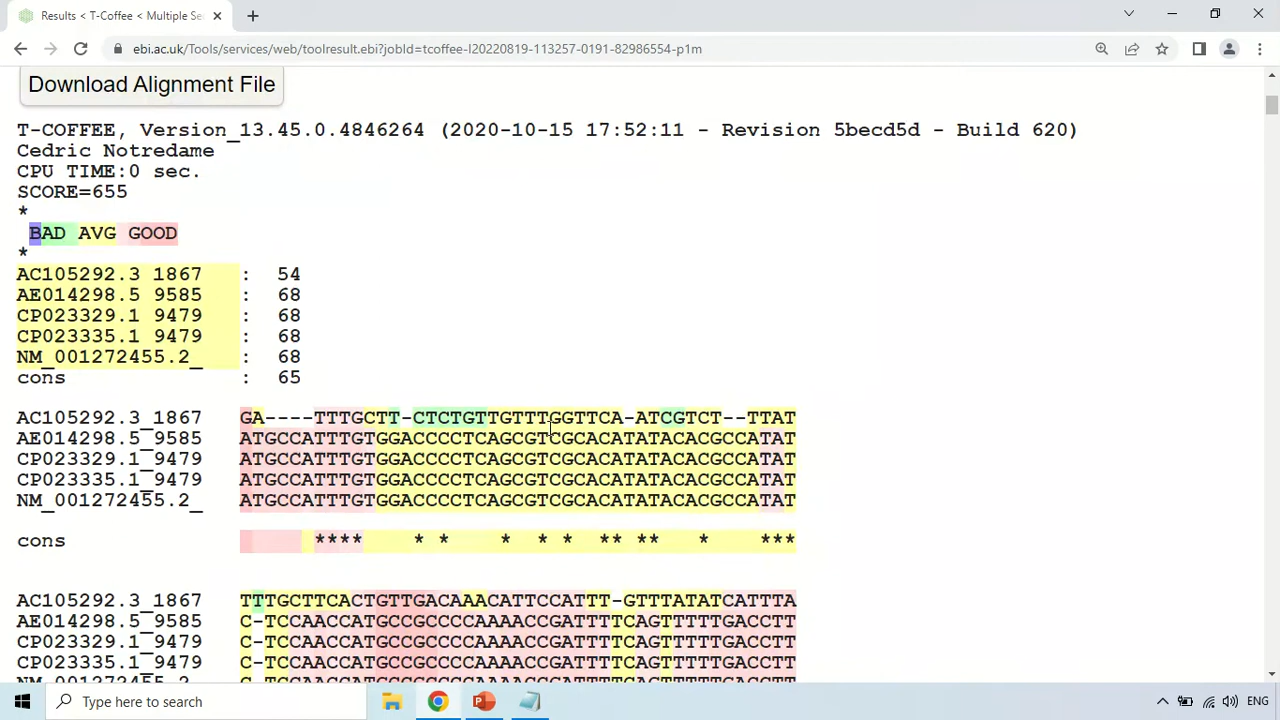 Results < T-Coffee < Multiple Se
ebi.ac.uk/Tools/services/web/toolresult.ebi?jobId=tcoffee-I20220819-113257-0191-82986554-p1m
Download Alignment File
T-COFFEE, Version_13.45.0.4846264 (2020-10-15 17:52:11 - Revision 5becd5d - Build 620)
Cedric Notredame
CPU TIME:0 sec.
SCORE=655
*
BAD AVG GOOD
*
AC105292.3 1867 : 54
AE014298.5 9585 : 68
CP023329.1 9479 : 68
CP023335.1 9479 : 68
NM_001272455.2_ : 68
cons : 65
AC105292.3_1867 GA----TTTGCTT-CTCTGTTGTTTGGTTCA-ATCGTCT--TTAT
AE014298.5_9585 ATGCCATTTGTGGACCCCTCAGCGTCGCACATATACACGCCATAT
CP023329.1_9479 ATGCCATTTGTGGACCCCTCAGCGTCGCACATATACACGCCATAT
CP023335.1_9479 ATGCCATTTGTGGACCCCTCAGCGTCGCACATATACACGCCATAT
NM_001272455.2_ ATGCCATTTGTGGACCCCTCAGCGTCGCACATATACACGCCATAT
cons **** * * * * * ** ** * ***
AC105292.3_1867 TTTGCTTCACTGTTGACAAACATTCCATTT-GTTTATATCATTTA
AE014298.5_9585 C-TCCAACCATGCCGCCCCAAAACCGATTTTCAGTTTTTGACCTT
CP023329.1_9479 C-TCCAACCATGCCGCCCCAAAACCGATTTTCAGTTTTTGACCTT
CP023335.1_9479 C-TCCAACCATGCCGCCCCAAAACCGATTTTCAGTTTTTGACCTT
NM_001272455.2_ C-TCCAACCATGCCGCCCCAAAACCGATTTTCAGTTTTTGACCTT
Type here to search
ENG